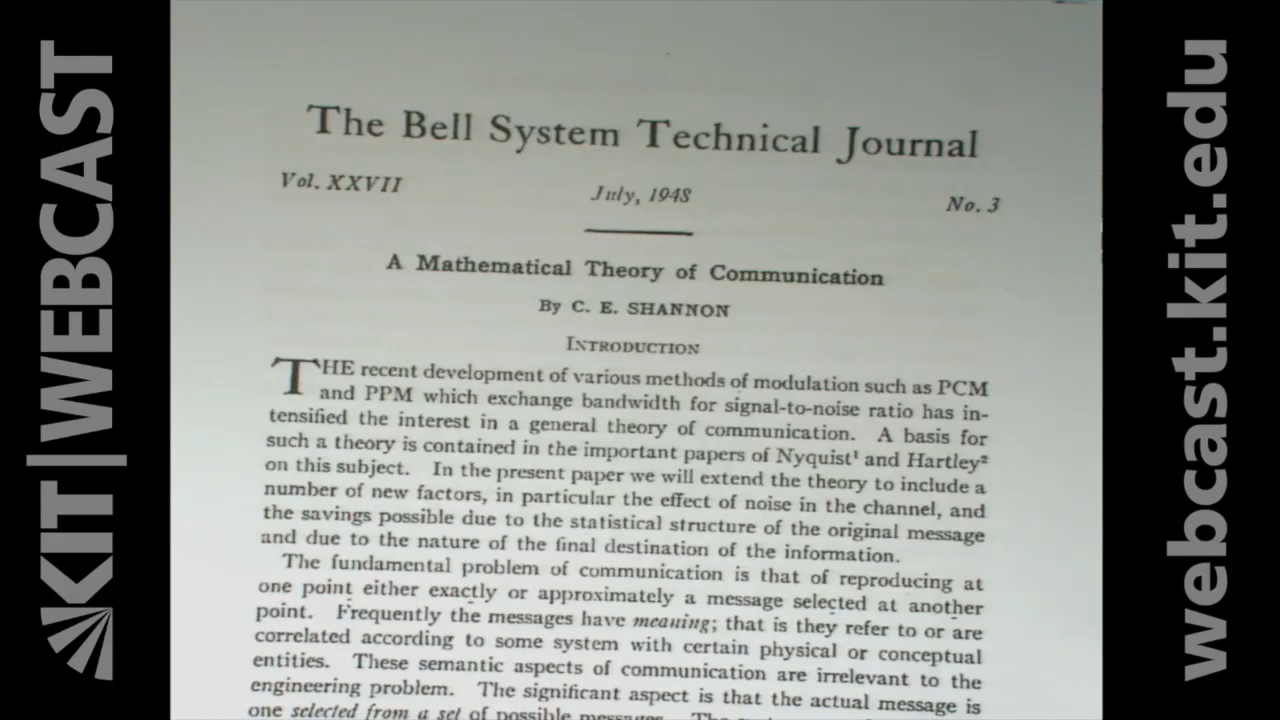 KIT | WEBCAST
The Bell System Technical Journal
Vol. XXVII July, 1948 No. 3
A Mathematical Theory of Communication
By C. E. SHANNON
INTRODUCTION
THE recent development of various methods of modulation such as PCM
and PPM which exchange bandwidth for signal-to-noise ratio has in-
tensified the interest in a general theory of communication. A basis for
such a theory is contained in the important papers of Nyquist¹ and Hartley²
on this subject. In the present paper we will extend the theory to include a
number of new factors, in particular the effect of noise in the channel, and
the savings possible due to the statistical structure of the original message
and due to the nature of the final destination of the information.
The fundamental problem of communication is that of reproducing at
one point either exactly or approximately a message selected at another
point. Frequently the messages have meaning; that is they refer to or are
correlated according to some system with certain physical or conceptual
entities. These semantic aspects of communication are irrelevant to the
engineering problem. The significant aspect is that the actual message is
one selected from a set of possible messages.
webcast.kit.edu